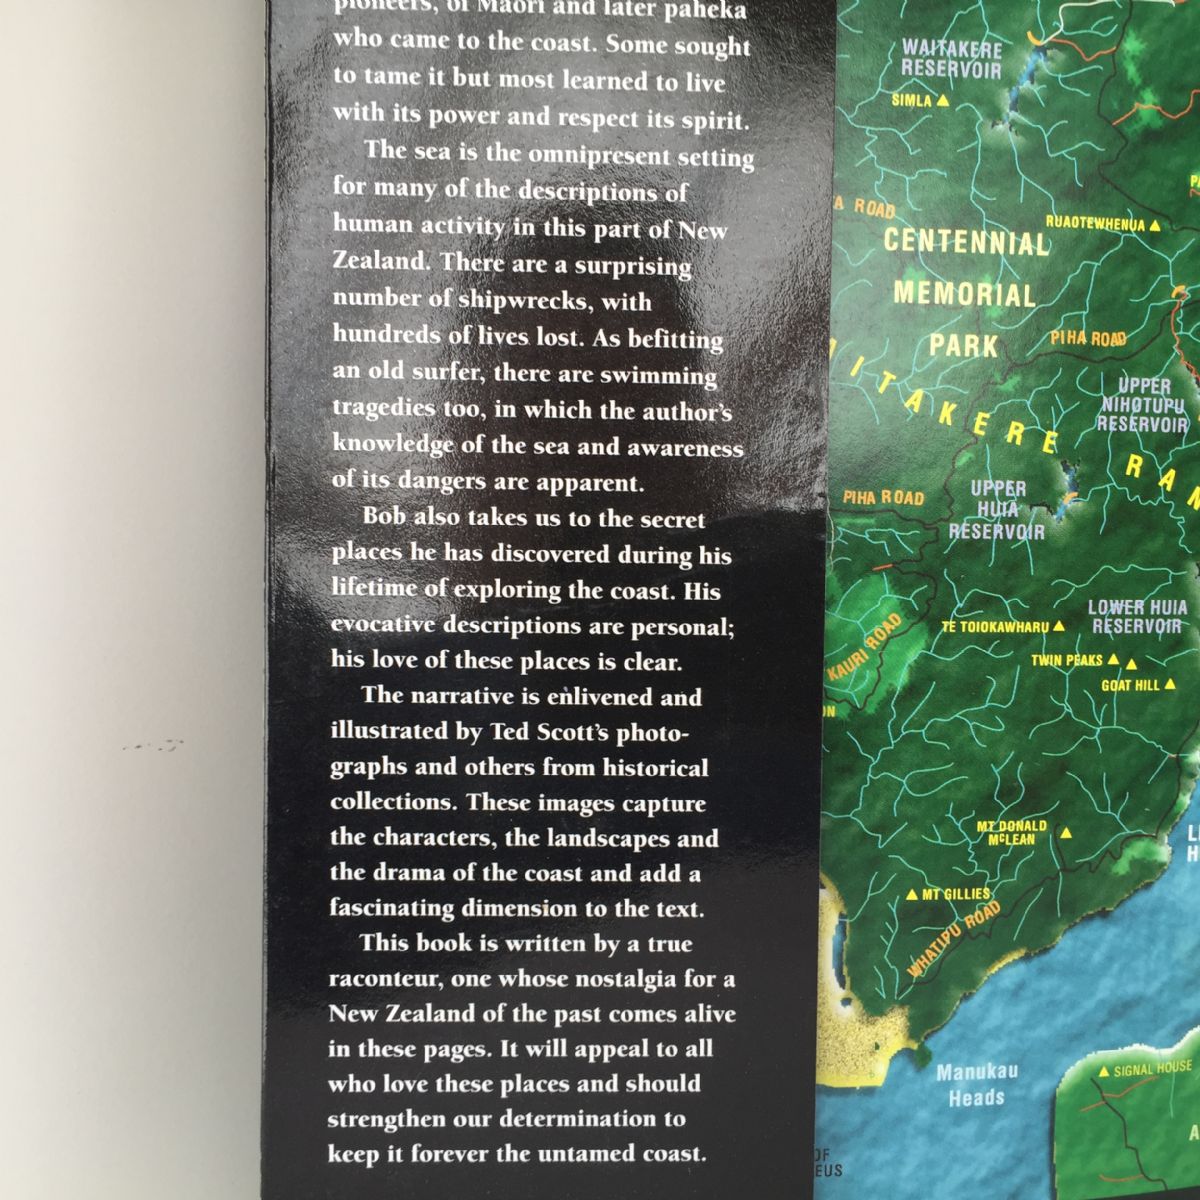 pioneers, of Maori and later paheka
who came to the coast. Some sought
to tame it but most learned to live
with its power and respect its spirit.
The sea is the omnipresent setting
for many of the descriptions of
human activity in this part of New
Zealand. There are a surprising
number of shipwrecks, with
hundreds of lives lost. As befitting
an old surfer, there are swimming
tragedies too, in which the author's
knowledge of the sea and awareness
of its dangers are apparent.
Bob also takes us to the secret
places he has discovered during his
lifetime of exploring the coast. His
evocative descriptions are personal;
his love of these places is clear.
The narrative is enlivened and
illustrated by Ted Scott's photo-
graphs and others from historical
collections. These images capture
the characters, the landscapes and
the drama of the coast and add a
fascinating dimension to the text.
This book is written by a true
raconteur, one whose nostalgia for a
New Zealand of the past comes alive
in these pages. It will appeal to all
who love these places and should
strengthen our determination to
keep it forever the untamed coast.
WAITAKERE
RESERVOIR
SIMLA
A ROAD
RUAOTEWHENUA
CENTENNIAL
MEMORIAL
PARK
PIHA ROAD
ITAKERE RAN
UPPER
NIHOTUPU
RESERVOIR
PIHA ROAD
UPPER
HUIA
RESERVOIR
LOWER HUIA
RESERVOIR
TE TOIOKAWHARU
KAURI ROAD
TWIN PEAKS
GOAT HILL
ON
MT DONALD
MCLEAN
MT GILLIES
WHATIPU ROAD
Manukau
Heads
SIGNAL HOUSE
OF
EUS